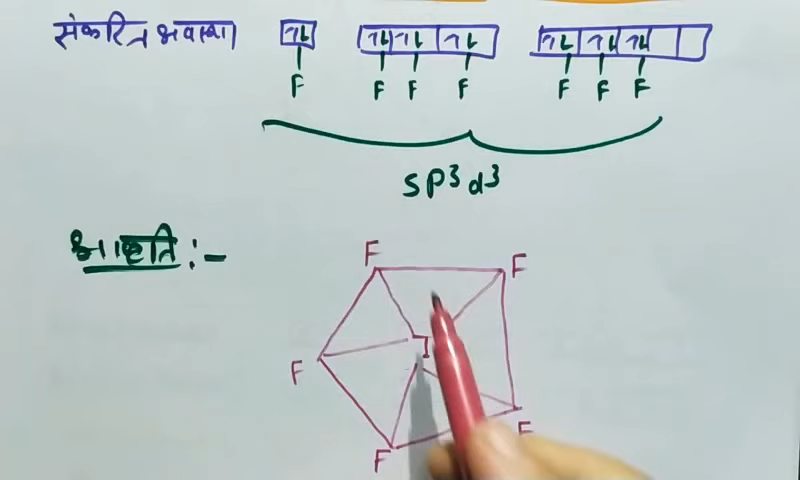 संकरित अवस्था
F F F F F F F
sp³d³
आकृति :-
F F
I
F
F F